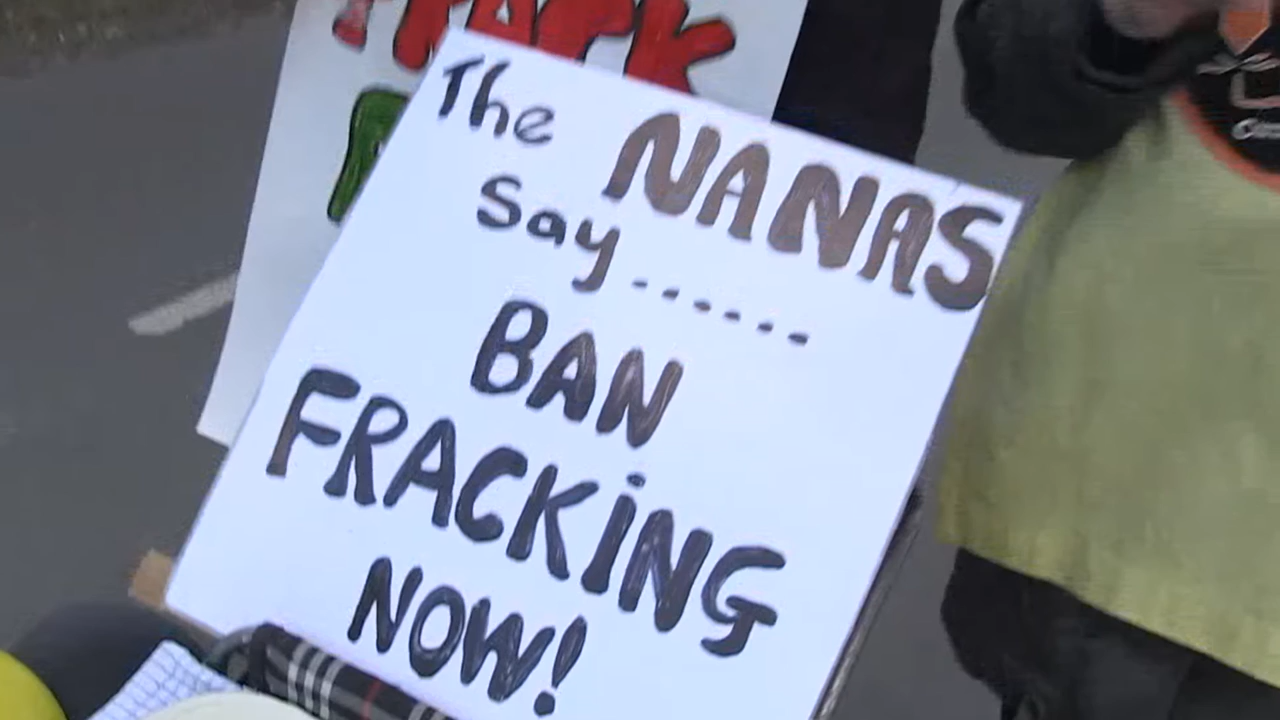 The NANAS
say......
BAN
FRACKiNG
NOW!